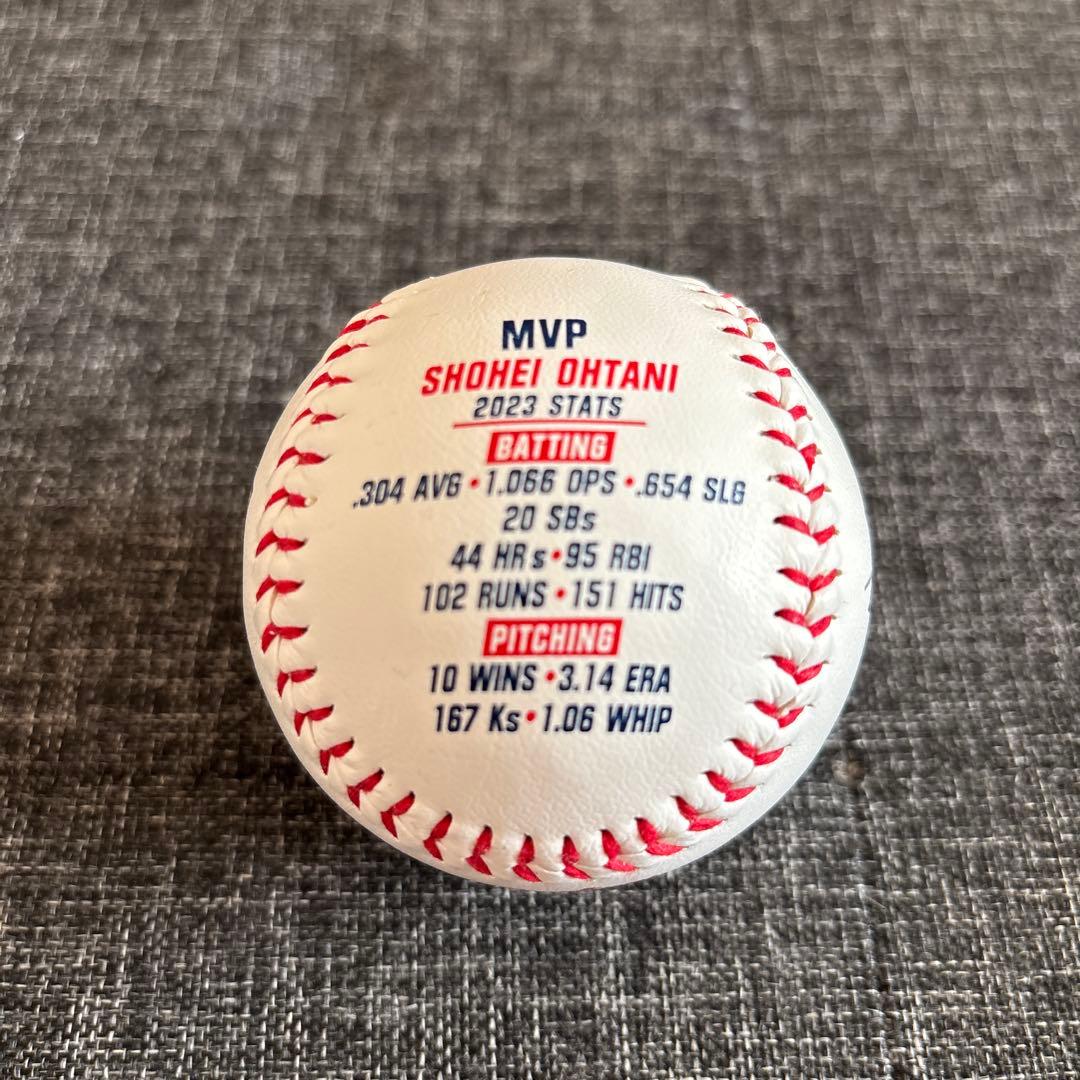 MVP
SHOHEI OHTANI
2023 STATS
BATTING
.304 AVG • 1.066 OPS • .654 SLG
20 SBs
44 HRs • 95 RBI
102 RUNS • 151 HITS
PITCHING
10 WINS • 3.14 ERA
167 Ks • 1.06 WHIP